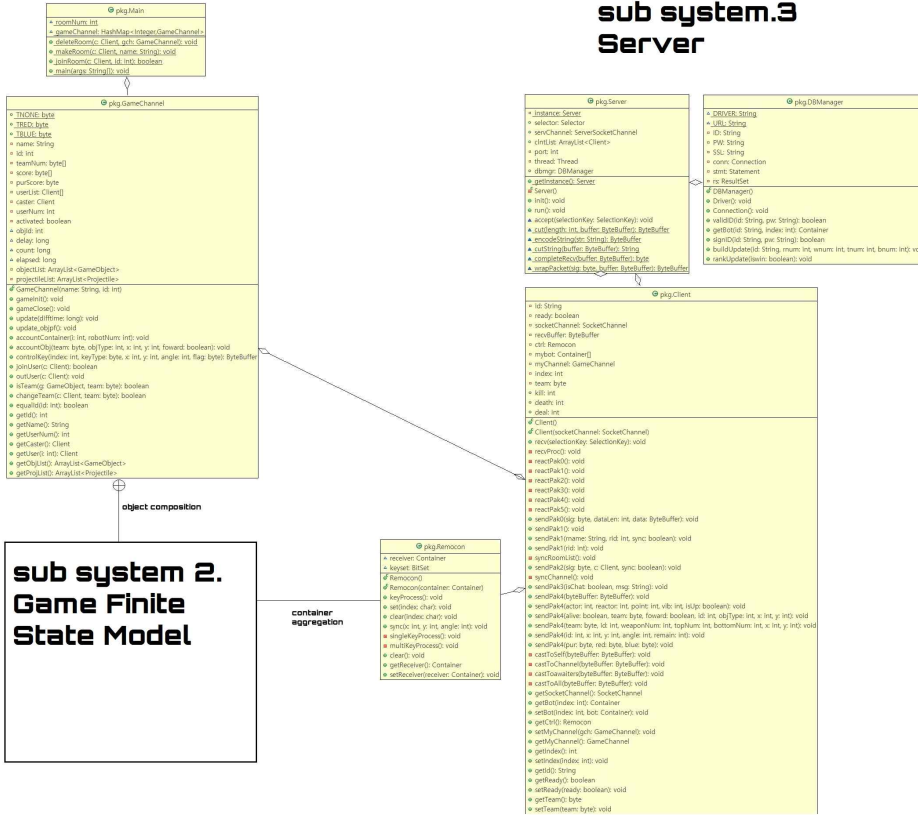 sub system.3
Server
pkg.Main
roomNum: int
gameChannel: HashMap<Integer,GameChannel>
deleteRoom(c: Client, gch: GameChannel): void
makeRoom(c: Client, name: String): void
joinRoom(c: Client, id: int): boolean
main(args: String[]): void
pkg.GameChannel
TNONE: byte
TRED: byte
TBLUE: byte
name: String
id: int
teamNum: byte[]
score: byte[]
purScore: byte
userList: Client[]
caster: Client
userNum: int
activated: boolean
objId: int
delay: long
count: long
elapsed: long
objectList: ArrayList<GameObject>
projectileList: ArrayList<Projectile>
GameChannel(name: String, id: int)
gameInit(): void
gameClose(): void
update(difftime: long): void
update_objpf(): void
accountContainer(i: int, robotNum: int): void
accountObj(team: byte, objType: int, x: int, y: int, foward: boolean): void
controlKey(index: int, keyType: byte, x: int, y: int, angle: int, flag: byte): ByteBuffer
joinUser(c: Client): boolean
outUser(c: Client): void
isTeam(g: GameObject, team: byte): boolean
changeTeam(c: Client, team: byte): boolean
equalId(id: int): boolean
getId(): int
getName(): String
getUserNum(): int
getCaster(): Client
getUser(i: int): Client
getObjList(): ArrayList<GameObject>
getProjList(): ArrayList<Projectile>
object composition
sub system 2.
Game Finite
State Model
container
aggregation
pkg.Remocon
receiver: Container
keyset: BitSet
Remocon()
Remocon(container: Container)
keyProcess(): void
set(index: char): void
clear(index: char): void
sync(x: int, y: int, angle: int): void
singleKeyProcess(): void
multiKeyProcess(): void
clear(): void
getReceiver(): Container
setReceiver(receiver: Container): void
pkg.Server
instance: Server
selector: Selector
servChannel: ServerSocketChannel
clntList: ArrayList<Client>
port: int
thread: Thread
dbmgr: DBManager
getInstance(): Server
Server()
init(): void
run(): void
accept(selectionKey: SelectionKey): void
cut(length: int, buffer: ByteBuffer): ByteBuffer
encodeString(str: String): ByteBuffer
cutString(buffer: ByteBuffer): String
completeRecv(buffer: ByteBuffer): byte
wrapPacket(sig: byte, buffer: ByteBuffer): ByteBuffer
pkg.DBManager
DRIVER: String
URL: String
ID: String
PW: String
SSL: String
conn: Connection
stmt: Statement
rs: ResultSet
DBManager()
Driver(): void
Connection(): void
validID(id: String, pw: String): boolean
getBot(id: String, index: int): Container
signID(id: String, pw: String): boolean
buildUpdate(id: String, rnum: int, wnum: int, tnum: int, bnum: int): vo
rankUpdate(iswin: boolean): void
pkg.Client
id: String
ready: boolean
socketChannel: SocketChannel
recvBuffer: ByteBuffer
ctrl: Remocon
mybot: Container[]
myChannel: GameChannel
index: int
team: byte
kill: int
death: int
deal: int
Client()
Client(socketChannel: SocketChannel)
recv(selectionKey: SelectionKey): void
recvProc(): void
reactPak0(): void
reactPak1(): void
reactPak2(): void
reactPak3(): void
reactPak4(): void
reactPak5(): void
sendPak0(sig: byte, dataLen: int, data: ByteBuffer): void
sendPak1(): void
sendPak1(rname: String, rid: int, sync: boolean): void
sendPak1(rid: int): void
syncRoomList(): void
sendPak2(sig: byte, c: Client, sync: boolean): void
syncChannel(): void
sendPak3(isChat: boolean, msg: String): void
sendPak4(byteBuffer: ByteBuffer): void
sendPak4(actor: int, reactor: int, point: int, vib: int, isUp: boolean): void
sendPak4(alive: boolean, team: byte, foward: boolean, id: int, objType: int, x: int, y: int): void
sendPak4(team: byte, id: int, weaponNum: int, topNum: int, bottomNum: int, x: int, y: int): void
sendPak4(id: int, x: int, y: int, angle: int, remain: int): void
sendPak4(pur: byte, red: byte, blue: byte): void
castToSelf(byteBuffer: ByteBuffer): void
castToChannel(byteBuffer: ByteBuffer): void
castToawaiters(byteBuffer: ByteBuffer): void
castToAll(byteBuffer: ByteBuffer): void
getSocketChannel(): SocketChannel
getBot(index: int): Container
setBot(index: int, bot: Container): void
getCtrl(): Remocon
setMyChannel(gch: GameChannel): void
getMyChannel(): GameChannel
getIndex(): int
setIndex(index: int): void
getId(): String
getReady(): boolean
setReady(ready: boolean): void
getTeam(): byte
setTeam(team: byte): void